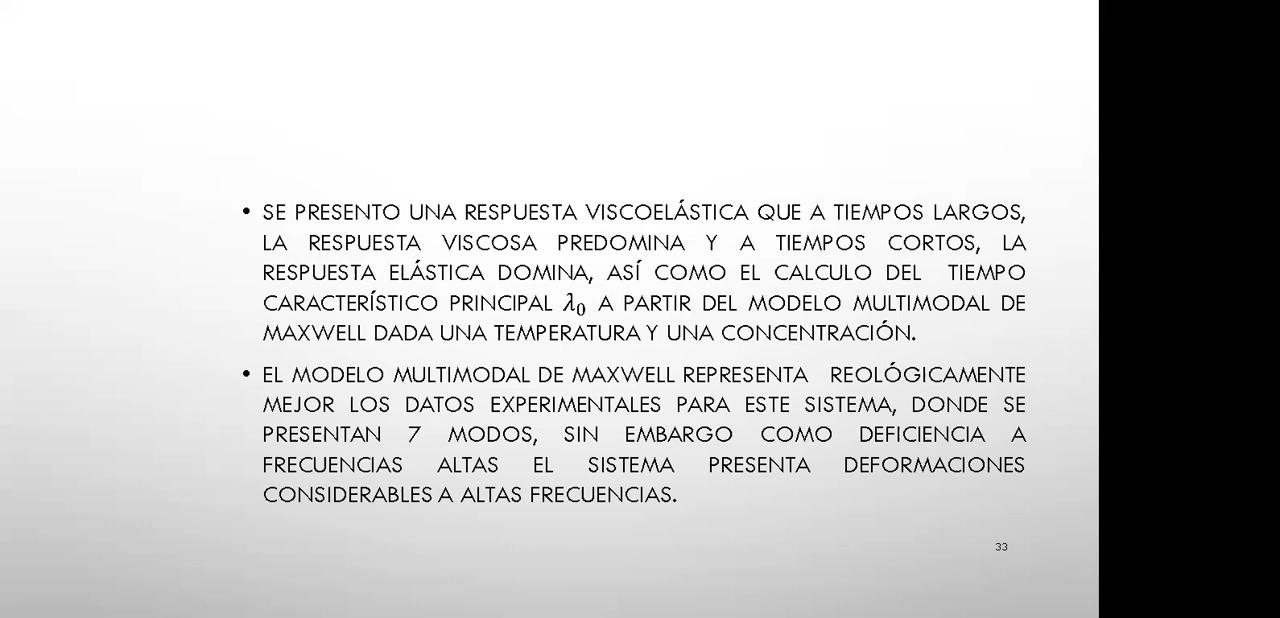 • SE PRESENTO UNA RESPUESTA VISCOELÁSTICA QUE A TIEMPOS LARGOS,
LA RESPUESTA VISCOSA PREDOMINA Y A TIEMPOS CORTOS, LA
RESPUESTA ELÁSTICA DOMINA, ASÍ COMO EL CALCULO DEL TIEMPO
CARACTERÍSTICO PRINCIPAL λ₀ A PARTIR DEL MODELO MULTIMODAL DE
MAXWELL DADA UNA TEMPERATURA Y UNA CONCENTRACIÓN.
• EL MODELO MULTIMODAL DE MAXWELL REPRESENTA REOLÓGICAMENTE
MEJOR LOS DATOS EXPERIMENTALES PARA ESTE SISTEMA, DONDE SE
PRESENTAN 7 MODOS, SIN EMBARGO COMO DEFICIENCIA A
FRECUENCIAS ALTAS EL SISTEMA PRESENTA DEFORMACIONES
CONSIDERABLES A ALTAS FRECUENCIAS.
33